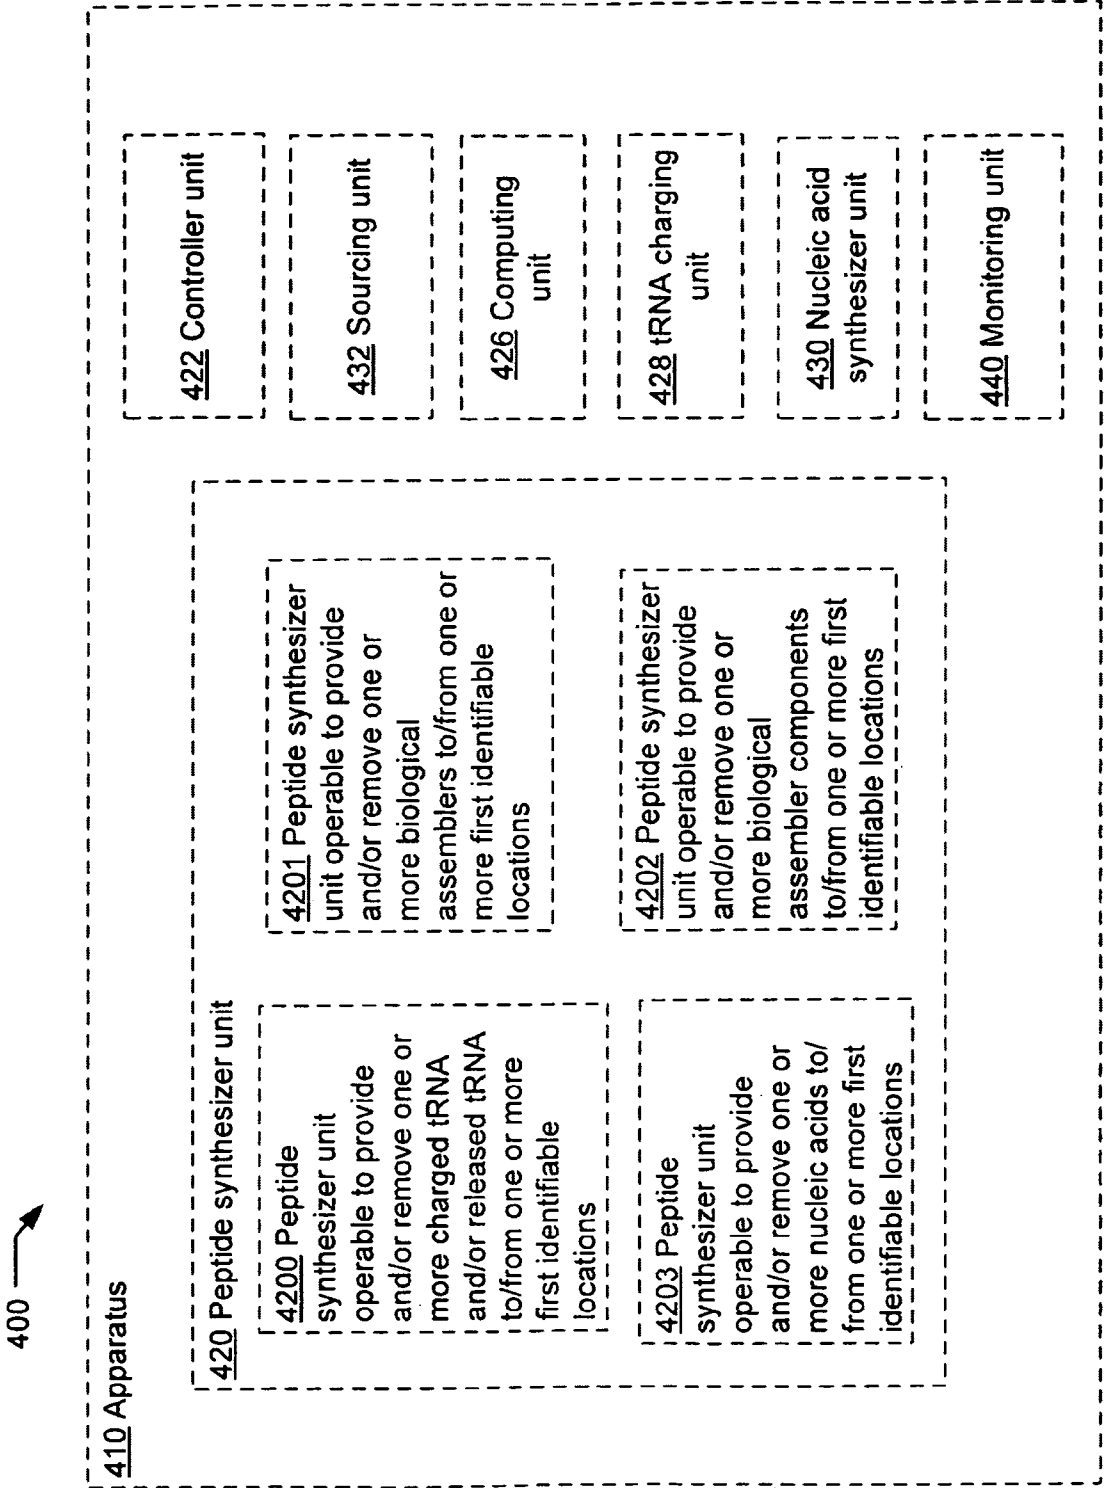 400
410 Apparatus
420 Peptide synthesizer unit
4200 Peptide
synthesizer unit
operable to provide
and/or remove one or
more charged tRNA
and/or released tRNA
to/from one or more
first identifiable
locations
4201 Peptide synthesizer
unit operable to provide
and/or remove one or
more biological
assemblers to/from one or
more first identifiable
locations
4203 Peptide
synthesizer unit
operable to provide
and/or remove one or
more nucleic acids to/
from one or more first
identifiable locations
4202 Peptide synthesizer
unit operable to provide
and/or remove one or
more biological
assembler components
to/from one or more first
identifiable locations
422 Controller unit
432 Sourcing unit
426 Computing
unit
428 tRNA charging
unit
430 Nucleic acid
synthesizer unit
440 Monitoring unit